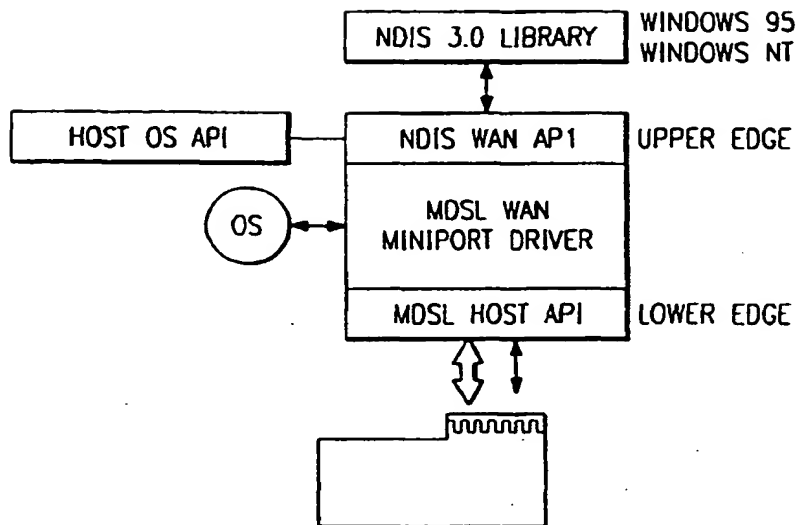 NDIS 3.0 LIBRARY
WINDOWS 95
WINDOWS NT
HOST OS API
NDIS WAN AP1
UPPER EDGE
OS
MDSL WAN
MINIPORT DRIVER
MDSL HOST API
LOWER EDGE